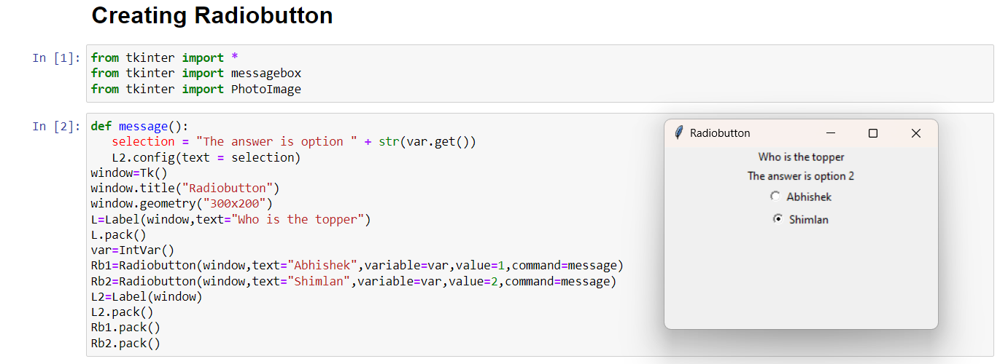 Creating Radiobutton
In [1]:
from tkinter import *
from tkinter import messagebox
from tkinter import PhotoImage
In [2]:
def message():
   selection = "The answer is option " + str(var.get())
   L2.config(text = selection)
window=Tk()
window.title("Radiobutton")
window.geometry("300x200")
L=Label(window,text="Who is the topper")
L.pack()
var=IntVar()
Rb1=Radiobutton(window,text="Abhishek",variable=var,value=1,command=message)
Rb2=Radiobutton(window,text="Shimlan",variable=var,value=2,command=message)
L2=Label(window)
L2.pack()
Rb1.pack()
Rb2.pack()
Radiobutton
Who is the topper
The answer is option 2
Abhishek
Shimlan